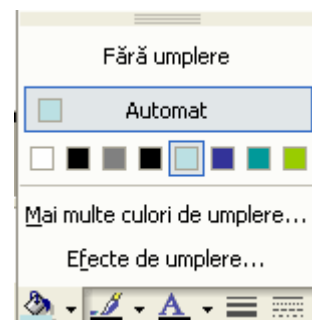 Fără umplere
Automat
Mai multe culori de umplere...
Efecte de umplere...
A